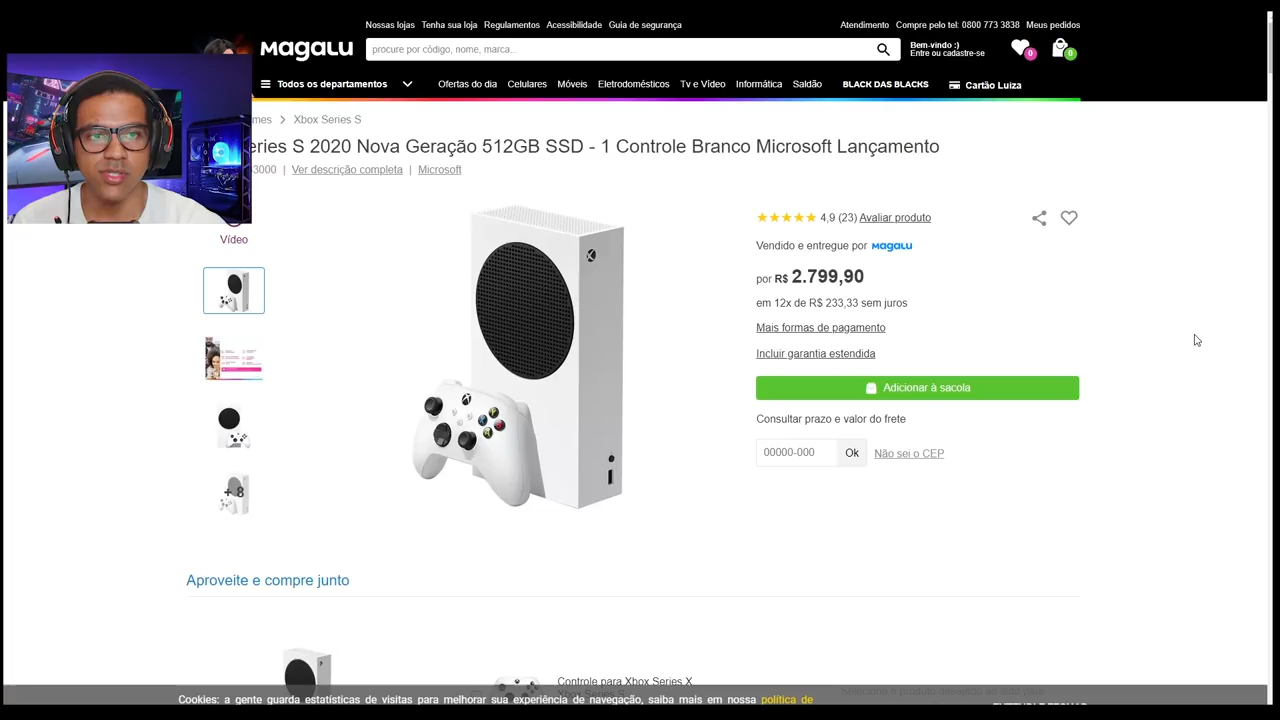 Nossas lojas Tenha sua loja Regulamentos Acessibilidade Guia de segurança
Atendimento Compre pelo tel: 0800 773 3838 Meus pedidos
Magalu
procure por código, nome, marca...
Bem-vindo :)
Entre ou cadastre-se
0
0
Todos os departamentos
Ofertas do dia Celulares Móveis Eletrodomésticos Tv e Vídeo Informática Saldão BLACK DAS BLACKS Cartão Luiza
mes > Xbox Series S
eries S 2020 Nova Geração 512GB SSD - 1 Controle Branco Microsoft Lançamento
3000 | Ver descrição completa | Microsoft
Vídeo
+ 8
4,9 (23) Avaliar produto
Vendido e entregue por Magalu
por R$ 2.799,90
em 12x de R$ 233,33 sem juros
Mais formas de pagamento
Incluir garantia estendida
Adicionar à sacola
Consultar prazo e valor do frete
00000-000 Ok Não sei o CEP
Aproveite e compre junto
Controle para Xbox Series X
Xbox Series S
Cookies: a gente guarda estatísticas de visitas para melhorar sua experiência de navegação, saiba mais em nossa política de